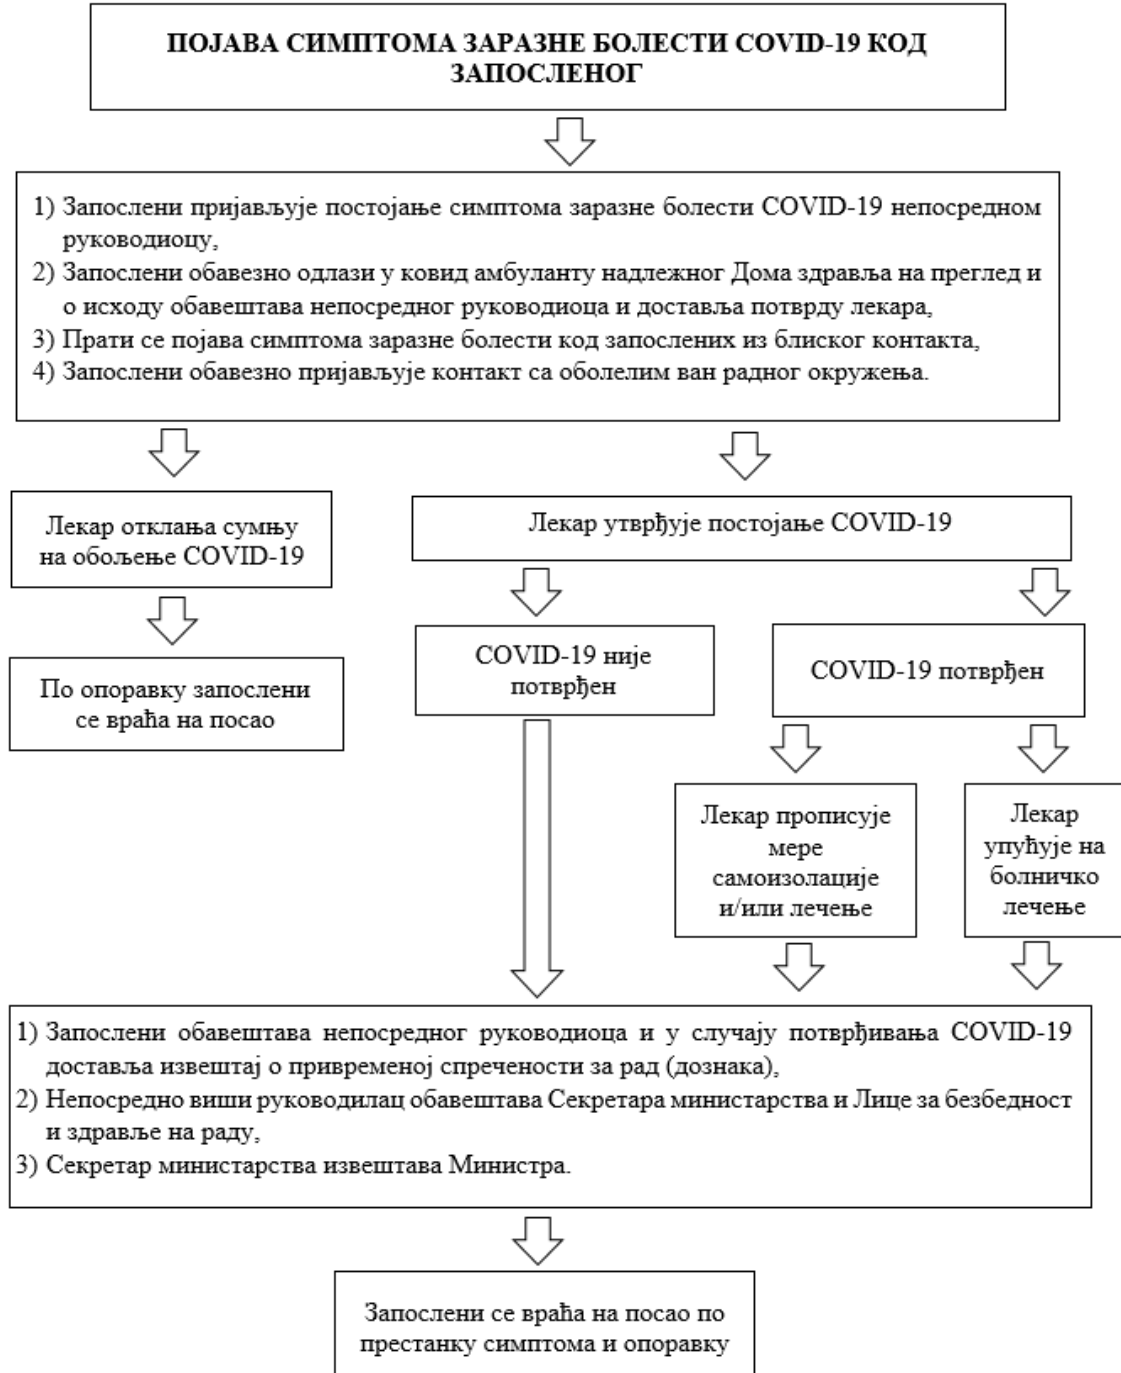 ПОЈАВА СИМПТОМА ЗАРАЗНЕ БОЛЕСТИ COVID-19 КОД
ЗАПОСЛЕНОГ
1) Запослени пријављује постојање симптома заразне болести COVID-19 непосредном
руководиоцу,
2) Запослени обавезно одлази у ковид амбуланту надлежног Дома здравља на преглед и
о исходу обавештава непосредног руководиоца и доставља потврду лекара,
3) Прати се појава симптома заразне болести код запослених из блиског контакта,
4) Запослени обавезно пријављује контакт са оболелим ван радног окружења.
Лекар отклања сумњу
на обољење COVID-19
По опоравку запослени
се враћа на посао
Лекар утврђује постојање COVID-19
COVID-19 није
потврђен
COVID-19 потврђен
Лекар прописује
мере
самоизолације
и/или лечење
Лекар
упућује на
болничко
лечење
1) Запослени обавештава непосредног руководиоца и у случају потврђивања COVID-19
доставља извештај о привременој спречености за рад (дознака),
2) Непосредно виши руководилац обавештава Секретара министарства и Лице за безбедност
и здравље на раду,
3) Секретар министарства извештава Министра.
Запослени се враћа на посао по
престанку симптома и опоравку